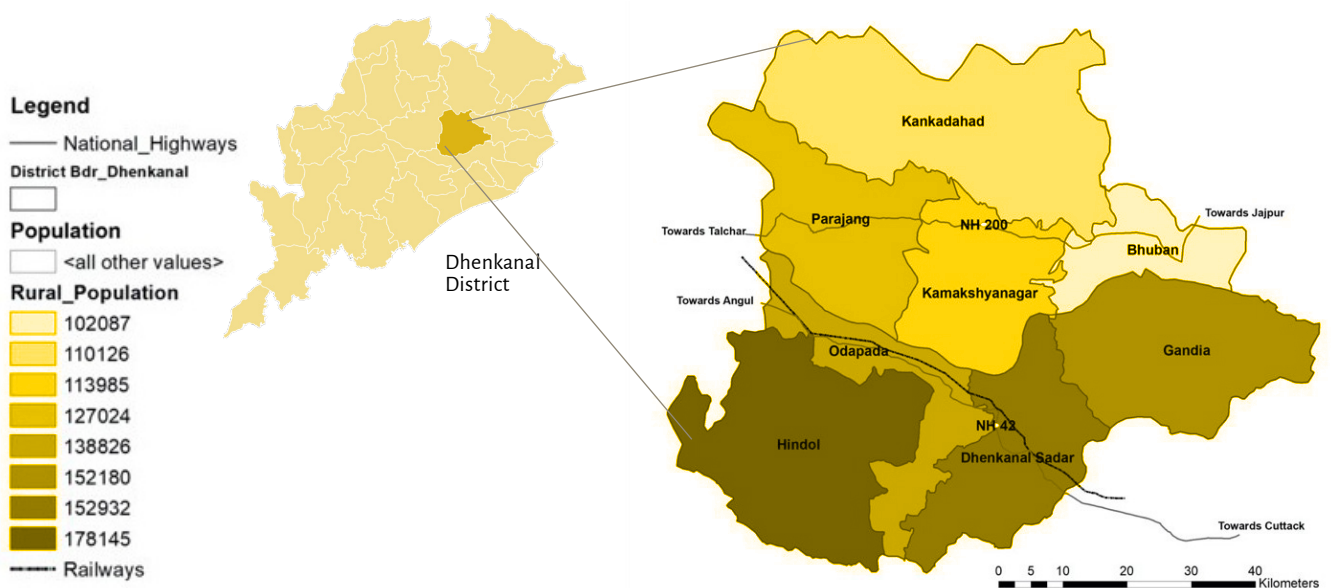 Legend
National_Highways
District Bdr_Dhenkanal
Population
<all other values>
Rural_Population
102087
110126
113985
127024
138826
152180
152932
178145
Railways
Dhenkanal
District
Kankadahad
Parajang
NH 200
Towards Jajpur
Towards Talchar
Bhuban
Kamakshyanagar
Towards Angul
Odapada
Gandia
NH 42
Hindol
Dhenkanal Sadar
Towards Cuttack
0 5 10 20 30 40
Kilometers